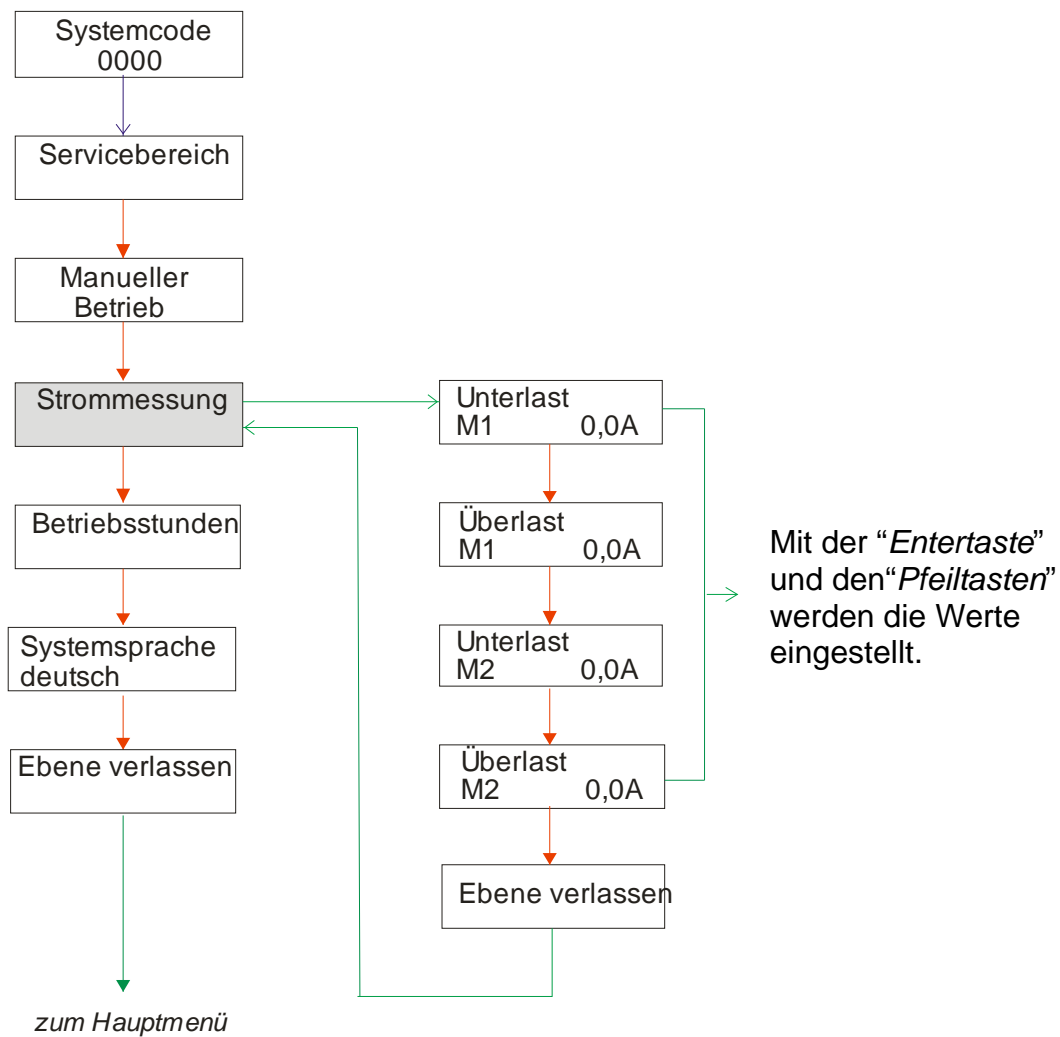 Systemcode
0000
Servicebereich
Manueller
Betrieb
Strommessung
Betriebsstunden
Systemsprache
deutsch
Ebene verlassen
zum Hauptmenü
Unterlast
M1 0,0A
Überlast
M1 0,0A
Unterlast
M2 0,0A
Überlast
M2 0,0A
Ebene verlassen
Mit der “Entertaste”
und den“Pfeiltasten”
werden die Werte
eingestellt.